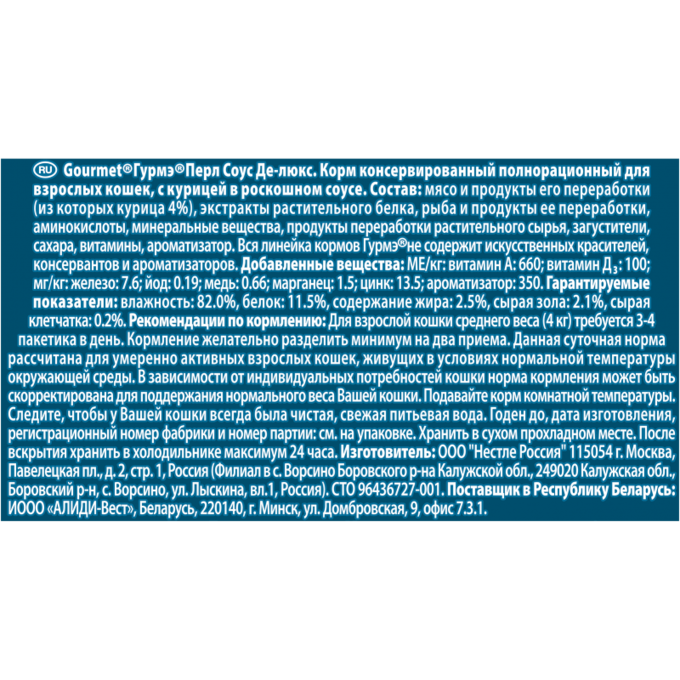 RU Gourmet®Гурмэ®Перл Соус Де-люкс. Корм консервированный полнорационный для
взрослых кошек, с курицей в роскошном соусе. Состав: мясо и продукты его переработки
(из которых курица 4%), экстракты растительного белка, рыба и продукты ее переработки,
аминокислоты, минеральные вещества, продукты переработки растительного сырья, загустители,
сахара, витамины, ароматизатор. Вся линейка кормов Гурмэ®не содержит искусственных красителей,
консервантов и ароматизаторов. Добавленные вещества: МЕ/кг: витамин А: 660; витамин Д₃: 100;
мг/кг: железо: 7.6; йод: 0.19; медь: 0.66; марганец: 1.5; цинк: 13.5; ароматизатор: 350. Гарантируемые
показатели: влажность: 82.0%, белок: 11.5%, содержание жира: 2.5%, сырая зола: 2.1%, сырая
клетчатка: 0.2%. Рекомендации по кормлению: Для взрослой кошки среднего веса (4 кг) требуется 3-4
пакетика в день. Кормление желательно разделить минимум на два приема. Данная суточная норма
рассчитана для умеренно активных взрослых кошек, живущих в условиях нормальной температуры
окружающей среды. В зависимости от индивидуальных потребностей кошки норма кормления может быть
скорректирована для поддержания нормального веса Вашей кошки. Подавайте корм комнатной температуры.
Следите, чтобы у Вашей кошки всегда была чистая, свежая питьевая вода. Годен до, дата изготовления,
регистрационный номер фабрики и номер партии: см. на упаковке. Хранить в сухом прохладном месте. После
вскрытия хранить в холодильнике максимум 24 часа. Изготовитель: ООО "Нестле Россия" 115054 г. Москва,
Павелецкая пл., д. 2, стр. 1, Россия (Филиал в с. Ворсино Боровского р-на Калужской обл., 249020 Калужская обл.,
Боровский р-н, с. Ворсино, ул. Лыскина, вл.1, Россия). СТО 96436727-001. Поставщик в Республику Беларусь:
ИООО «АЛИДИ-Вест», Беларусь, 220140, г. Минск, ул. Домбровская, 9, офис 7.3.1.